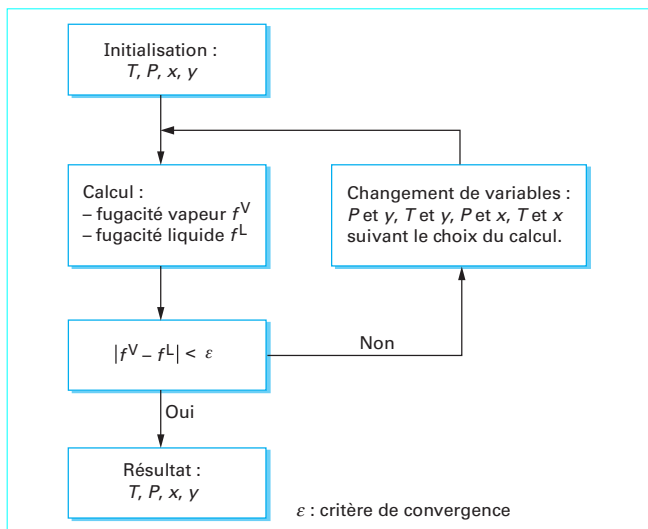 Initialisation :
T, P, x, y
Calcul :
– fugacité vapeur f^V
– fugacité liquide f^L
Changement de variables :
P et y, T et y, P et x, T et x
suivant le choix du calcul.
|f^V – f^L| < ε
Non
Oui
Résultat :
T, P, x, y
ε : critère de convergence